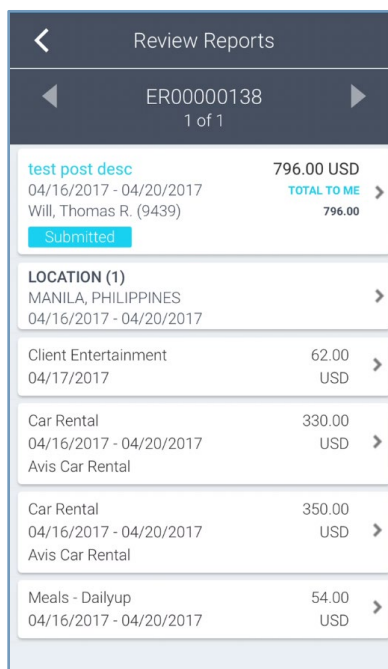 Review Reports
ER00000138
1 of 1
test post desc 796.00 USD
04/16/2017 - 04/20/2017 TOTAL TO ME
Will, Thomas R. (9439) 796.00
Submitted
LOCATION (1)
MANILA, PHILIPPINES
04/16/2017 - 04/20/2017
Client Entertainment 62.00
04/17/2017 USD
Car Rental 330.00
04/16/2017 - 04/20/2017 USD
Avis Car Rental
Car Rental 350.00
04/16/2017 - 04/20/2017 USD
Avis Car Rental
Meals - Dailyup 54.00
04/16/2017 - 04/20/2017 USD